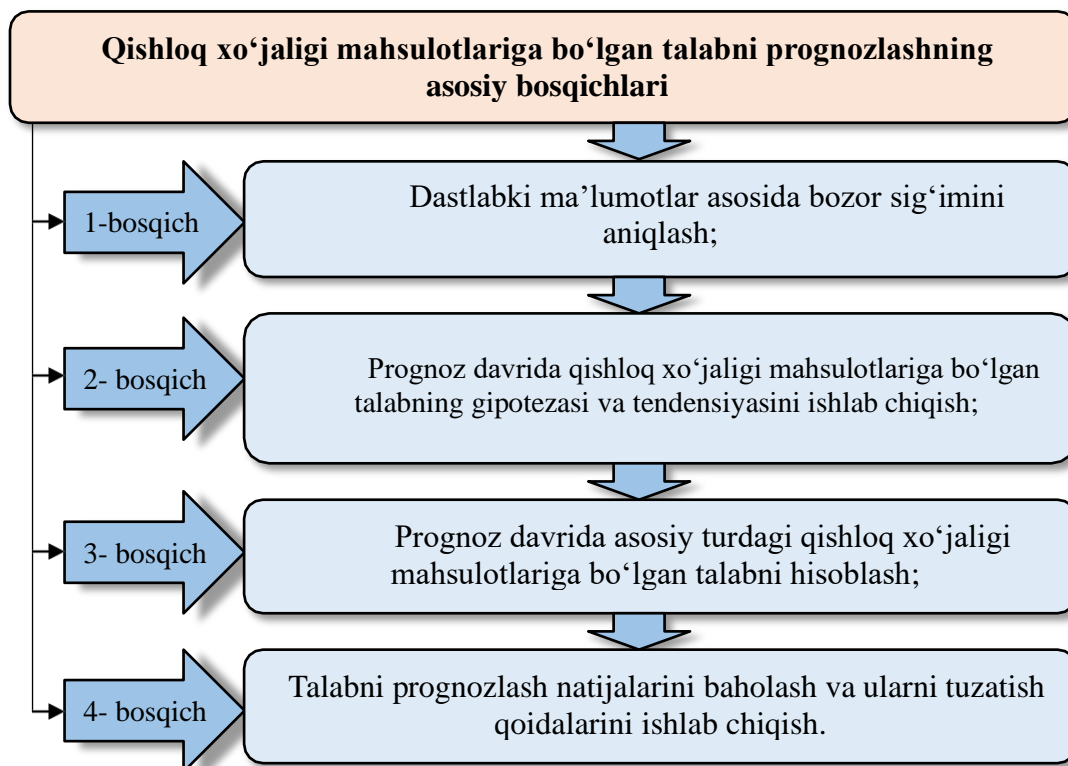 Qishloq xo‘jaligi mahsulotlariga bo‘lgan talabni prognozlashning
asosiy bosqichlari
1-bosqich
Dastlabki ma’lumotlar asosida bozor sig‘imini
aniqlash;
2- bosqich
Prognoz davrida qishloq xo‘jaligi mahsulotlariga bo‘lgan
talabning gipotezasi va tendensiyasini ishlab chiqish;
3- bosqich
Prognoz davrida asosiy turdagi qishloq xo‘jaligi
mahsulotlariga bo‘lgan talabni hisoblash;
4- bosqich
Talabni prognozlash natijalarini baholash va ularni tuzatish
qoidalarini ishlab chiqish.